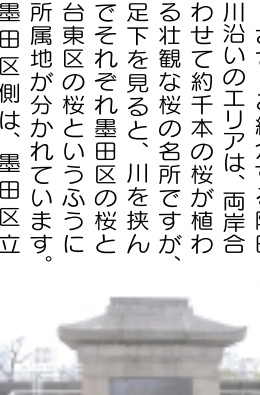 川沿いのエリアは、両岸合
わせて約千本の桜が植わ
る壮観な桜の名所ですが、
足下を見ると、川を挟ん
でそれぞれ墨田区の桜と
台東区の桜というふうに
所属地が分かれています。
墨田区側は、墨田区立